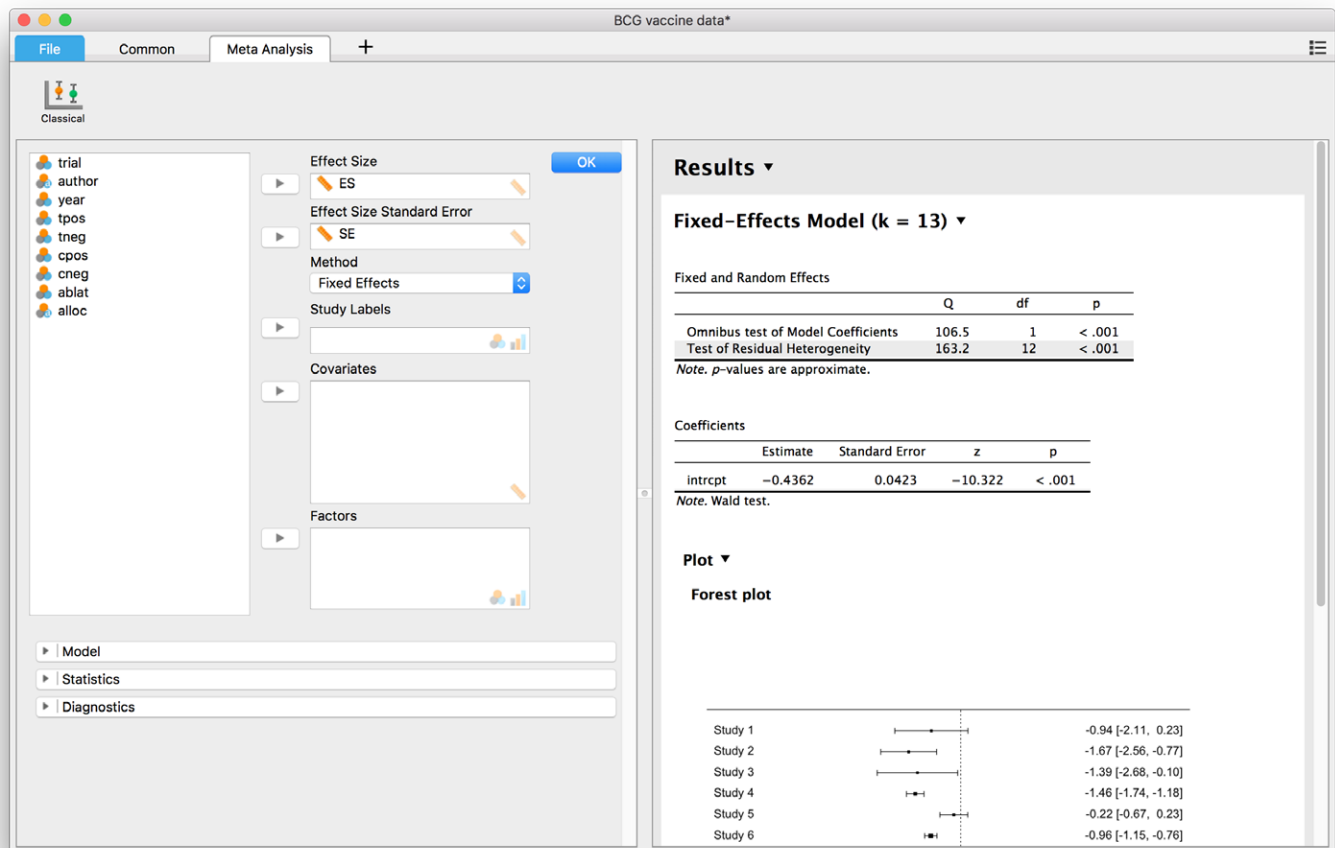 BCG vaccine data*
File Common Meta Analysis +
Classical
trial
author
year
tpos
tneg
cpos
cneg
ablat
alloc
Effect Size
ES
OK
Effect Size Standard Error
SE
Method
Fixed Effects
Study Labels
Covariates
Factors
Model
Statistics
Diagnostics
Results
Fixed-Effects Model (k = 13)
Fixed and Random Effects
Q df p
Omnibus test of Model Coefficients 106.5 1 < .001
Test of Residual Heterogeneity 163.2 12 < .001
Note. p-values are approximate.
Coefficients
Estimate Standard Error z p
intrcpt −0.4362 0.0423 −10.322 < .001
Note. Wald test.
Plot
Forest plot
Study 1 -0.94 [-2.11, 0.23]
Study 2 -1.67 [-2.56, -0.77]
Study 3 -1.39 [-2.68, -0.10]
Study 4 -1.46 [-1.74, -1.18]
Study 5 -0.22 [-0.67, 0.23]
Study 6 -0.96 [-1.15, -0.76]